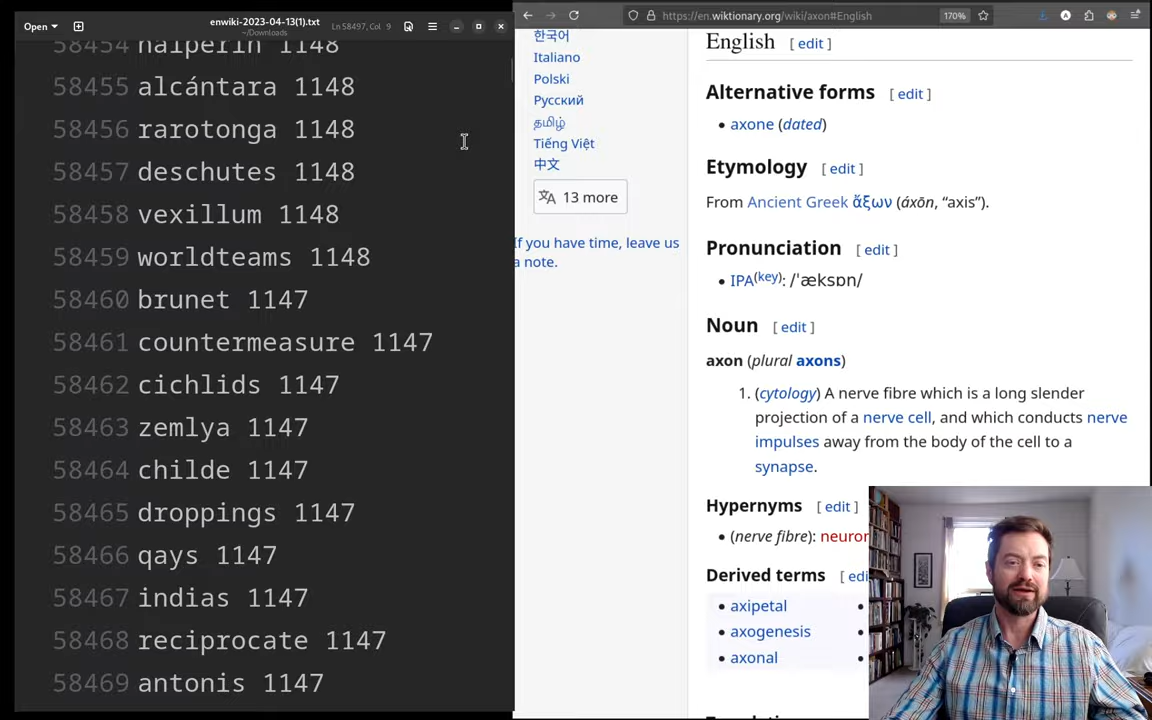 Open
enwiki-2023-04-13(1).txt
~/Downloads
Ln 58497, Col 9
58454 halperin 1148
58455 alcántara 1148
58456 rarotonga 1148
58457 deschutes 1148
58458 vexillum 1148
58459 worldteams 1148
58460 brunet 1147
58461 countermeasure 1147
58462 cichlids 1147
58463 zemlya 1147
58464 childe 1147
58465 droppings 1147
58466 qays 1147
58467 indias 1147
58468 reciprocate 1147
58469 antonis 1147
https://en.wiktionary.org/wiki/axon#English
170%
한국어
Italiano
Polski
Русский
தமிழ்
Tiếng Việt
中文
13 more
If you have time, leave us
a note.
English [ edit ]
Alternative forms [ edit ]
• axone (dated)
Etymology [ edit ]
From Ancient Greek ἄξων (áxōn, “axis”).
Pronunciation [ edit ]
• IPA(key): /ˈæksɒn/
Noun [ edit ]
axon (plural axons)
1. (cytology) A nerve fibre which is a long slender
projection of a nerve cell, and which conducts nerve
impulses away from the body of the cell to a
synapse.
Hypernyms [ edit ]
• (nerve fibre): neuron
Derived terms [ edi
• axipetal
• axogenesis
• axonal